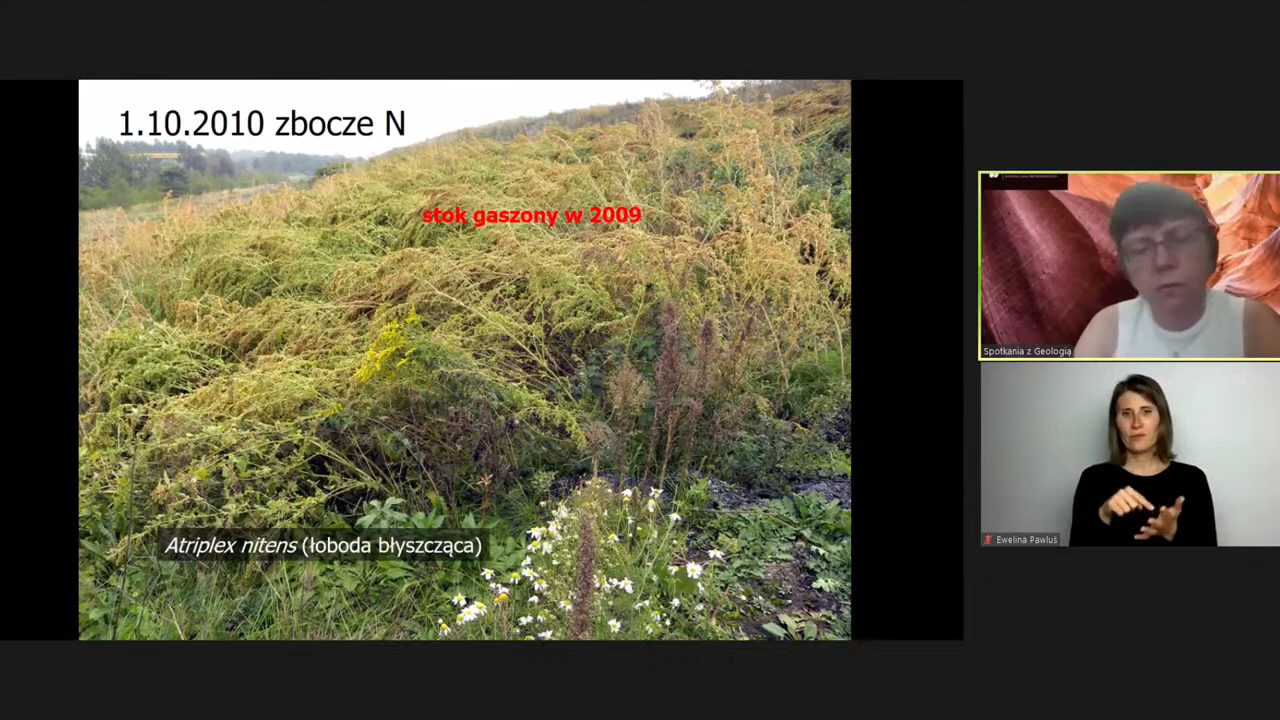 1.10.2010 zbocze N
stok gaszony w 2009
Atriplex nitens (łoboda błyszcząca)
Spotkania z Geologią
Ewelina Pawluś